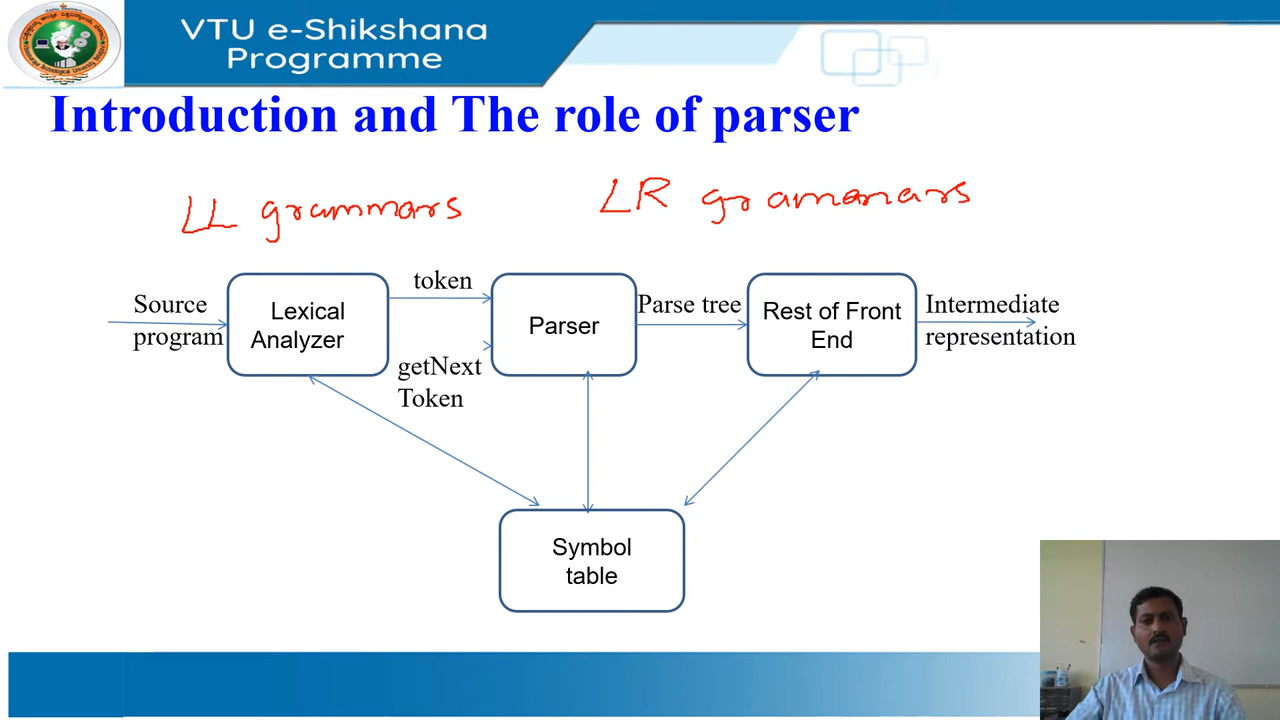 VTU e-Shikshana
Programme
Introduction and The role of parser
LL grammars
LR grammars
token
Source
program
Lexical
Analyzer
Parser
Parse tree
Rest of Front
End
Intermediate
representation
getNext
Token
Symbol
table